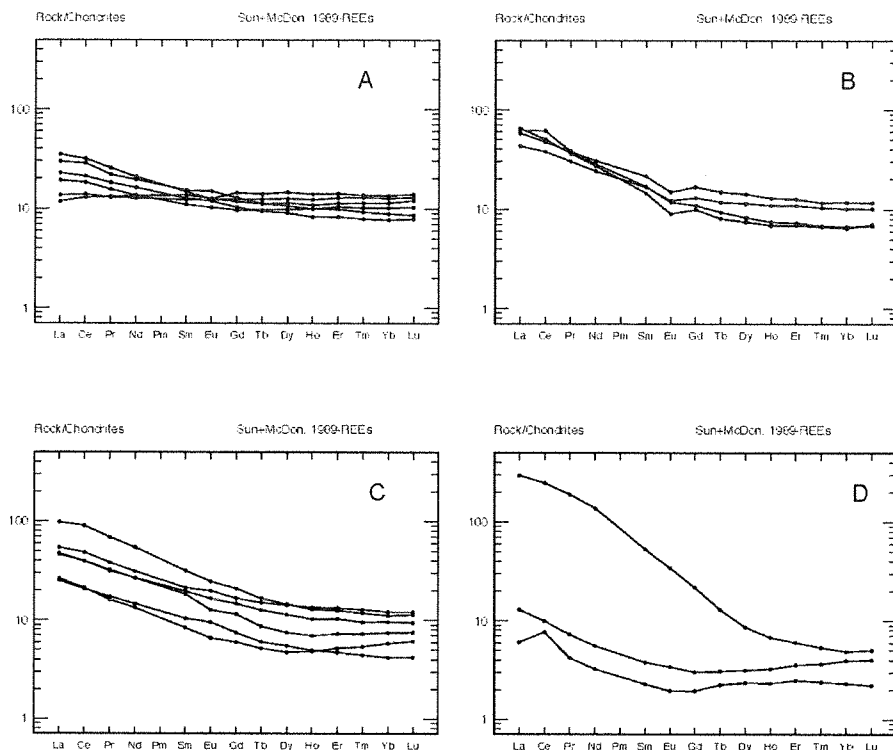 Rock/Chondrites Sun+McDon. 1989-REEs
A
100
10
1
La Ce Pr Nd Pm Sm Eu Gd Tb Dy Ho Er Tm Yb Lu
Rock/Chondrites Sun+McDon. 1989-REEs
B
100
10
1
La Ce Pr Nd Pm Sm Eu Gd Tb Dy Ho Er Tm Yb Lu
Rock/Chondrites Sun+McDon. 1989-REEs
C
100
10
1
La Ce Pr Nd Pm Sm Eu Gd Tb Dy Ho Er Tm Yb Lu
Rock/Chondrites Sun+McDon. 1989-REEs
D
100
10
1
La Ce Pr Nd Pm Sm Eu Gd Tb Dy Ho Er Tm Yb Lu